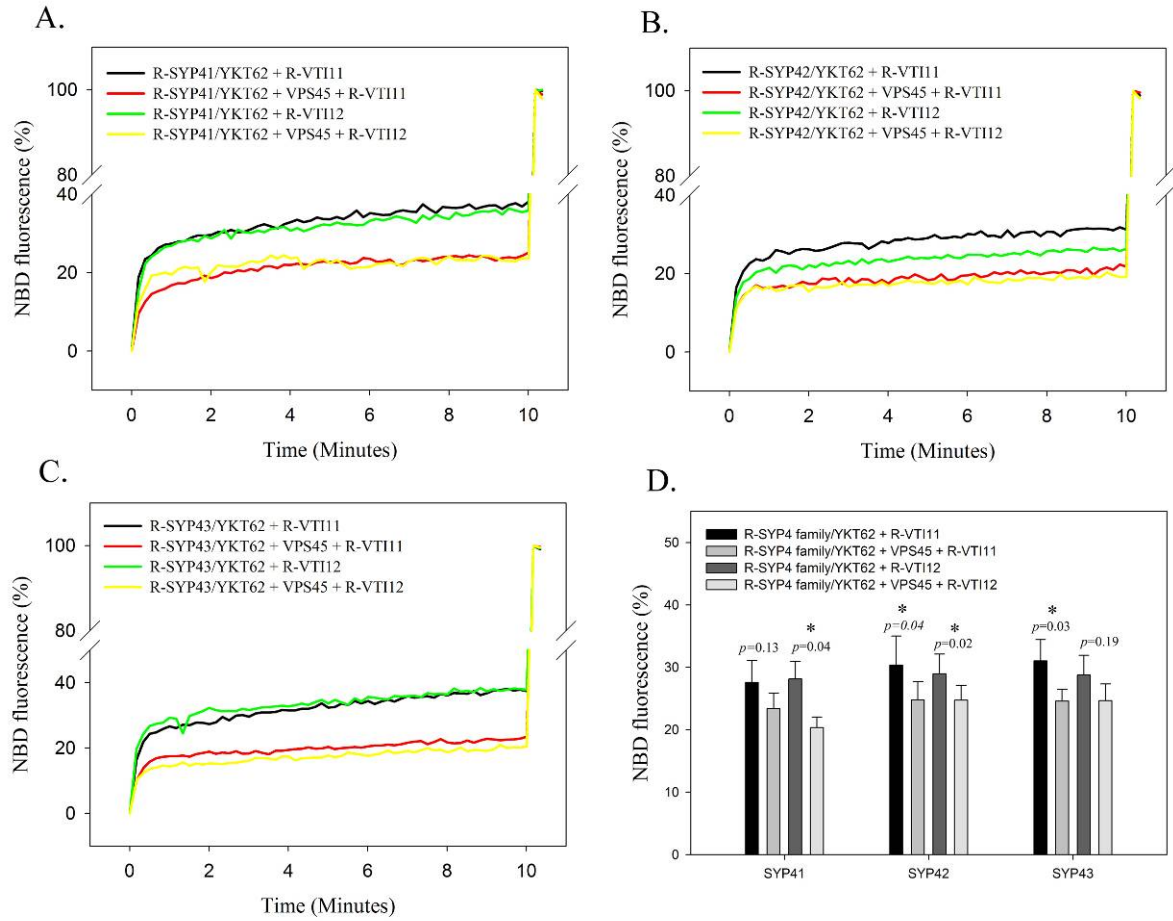 A.
R-SYP41/YKT62 + R-VTI11
R-SYP41/YKT62 + VPS45 + R-VTI11
R-SYP41/YKT62 + R-VTI12
R-SYP41/YKT62 + VPS45 + R-VTI12
NBD fluorescence (%)
100
80
40
20
0
0 2 4 6 8 10
Time (Minutes)
B.
R-SYP42/YKT62 + R-VTI11
R-SYP42/YKT62 + VPS45 + R-VTI11
R-SYP42/YKT62 + R-VTI12
R-SYP42/YKT62 + VPS45 + R-VTI12
NBD fluorescence (%)
100
80
40
20
0
0 2 4 6 8 10
Time (Minutes)
C.
R-SYP43/YKT62 + R-VTI11
R-SYP43/YKT62 + VPS45 + R-VTI11
R-SYP43/YKT62 + R-VTI12
R-SYP43/YKT62 + VPS45 + R-VTI12
NBD fluorescence (%)
100
80
40
20
0
0 2 4 6 8 10
Time (Minutes)
D.
R-SYP4 family/YKT62 + R-VTI11
R-SYP4 family/YKT62 + VPS45 + R-VTI11
R-SYP4 family/YKT62 + R-VTI12
R-SYP4 family/YKT62 + VPS45 + R-VTI12
NBD fluorescence (%)
50
40
30
20
10
0
* * * *
p=0.13 p=0.04 p=0.04 p=0.02 p=0.03 p=0.19
SYP41 SYP42 SYP43